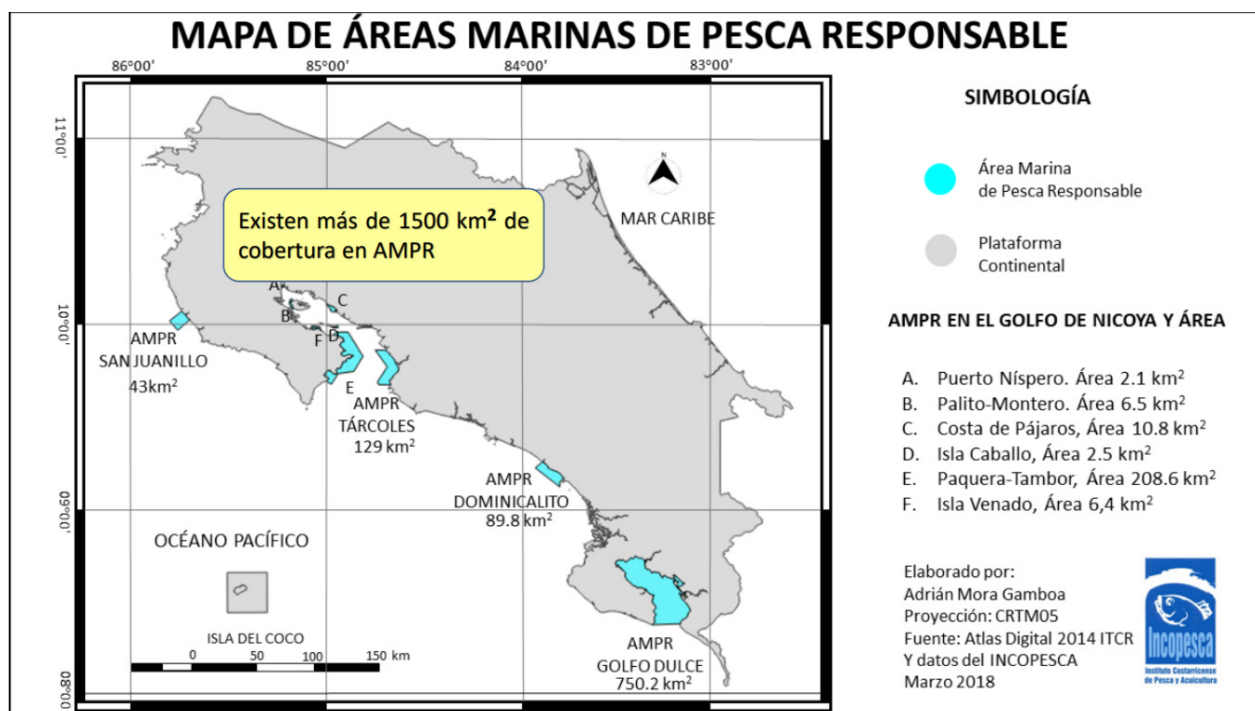 MAPA DE ÁREAS MARINAS DE PESCA RESPONSABLE
86°00'
85°00'
84°00'
83°00'
11°00'
10°00'
09°00'
08°00'
Existen más de 1500 km² de
cobertura en AMPR
MAR CARIBE
N
A
B
C
D
F
E
AMPR
SAN JUANILLO
43km²
AMPR
TÁRCOLES
129 km²
AMPR
DOMINICALITO
89.8 km²
OCÉANO PACÍFICO
ISLA DEL COCO
0 50 100 150 km
AMPR
GOLFO DULCE
750.2 km²
SIMBOLOGÍA
Área Marina
de Pesca Responsable
Plataforma
Continental
AMPR EN EL GOLFO DE NICOYA Y ÁREA
A. Puerto Níspero. Área 2.1 km²
B. Palito-Montero. Área 6.5 km²
C. Costa de Pájaros, Área 10.8 km²
D. Isla Caballo, Área 2.5 km²
E. Paquera-Tambor, Área 208.6 km²
F. Isla Venado, Área 6,4 km²
Elaborado por:
Adrián Mora Gamboa
Proyección: CRTM05
Fuente: Atlas Digital 2014 ITCR
Y datos del INCOPESCA
Marzo 2018
Incopesca
Instituto Costarricense
de Pesca y Acuicultura